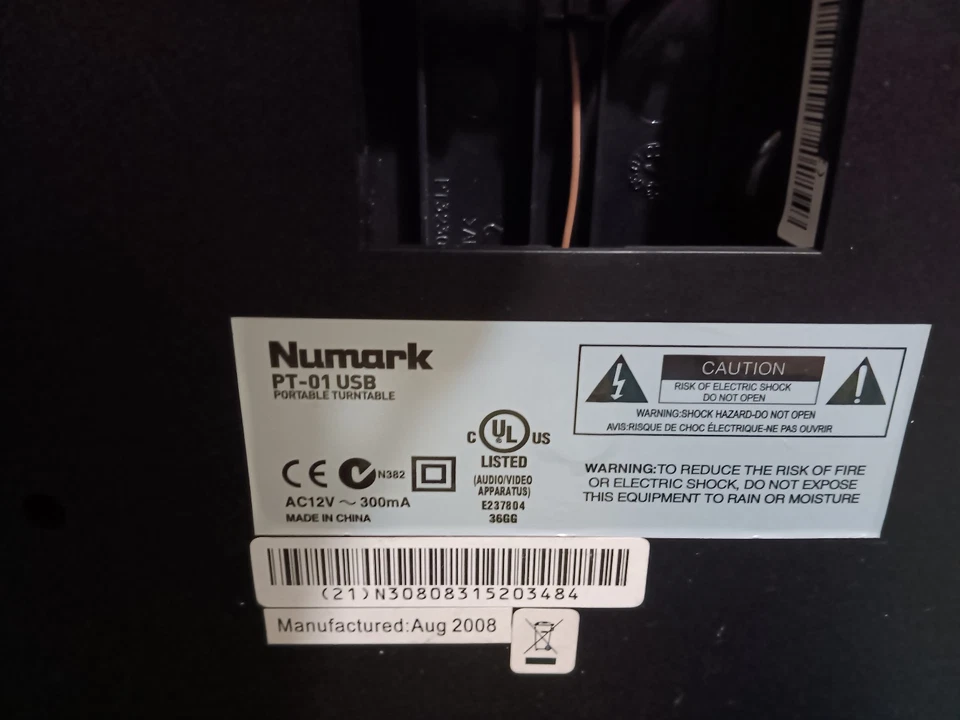 Numark
PT-01 USB
PORTABLE TURNTABLE
CAUTION
RISK OF ELECTRIC SHOCK
DO NOT OPEN
WARNING:SHOCK HAZARD-DO NOT OPEN
AVIS:RISQUE DE CHOC ÉLECTRIQUE-NE PAS OUVRIR
C UL US
LISTED
(AUDIO/VIDEO
APPARATUS)
E237804
36GG
CE N382
AC12V ~ 300mA
MADE IN CHINA
WARNING:TO REDUCE THE RISK OF FIRE
OR ELECTRIC SHOCK, DO NOT EXPOSE
THIS EQUIPMENT TO RAIN OR MOISTURE
(21)N30808315203484
Manufactured:Aug 2008